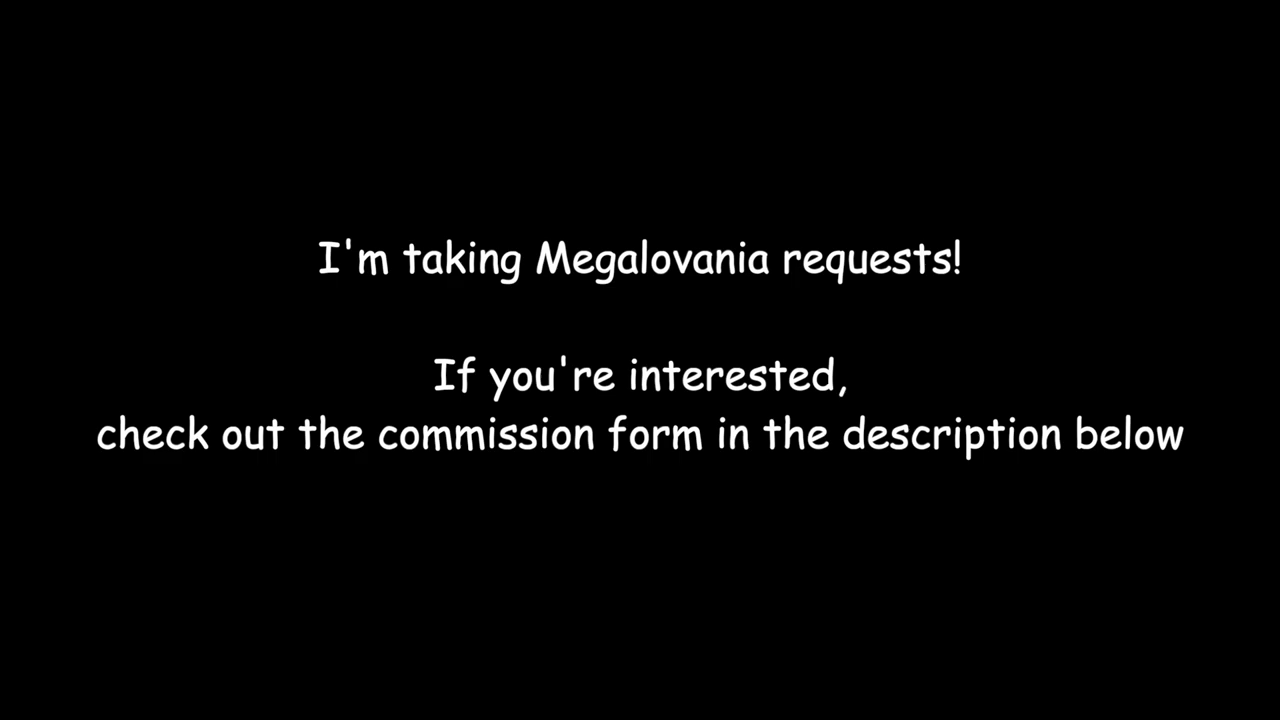 I'm taking Megalovania requests!
If you're interested,
check out the commission form in the description below